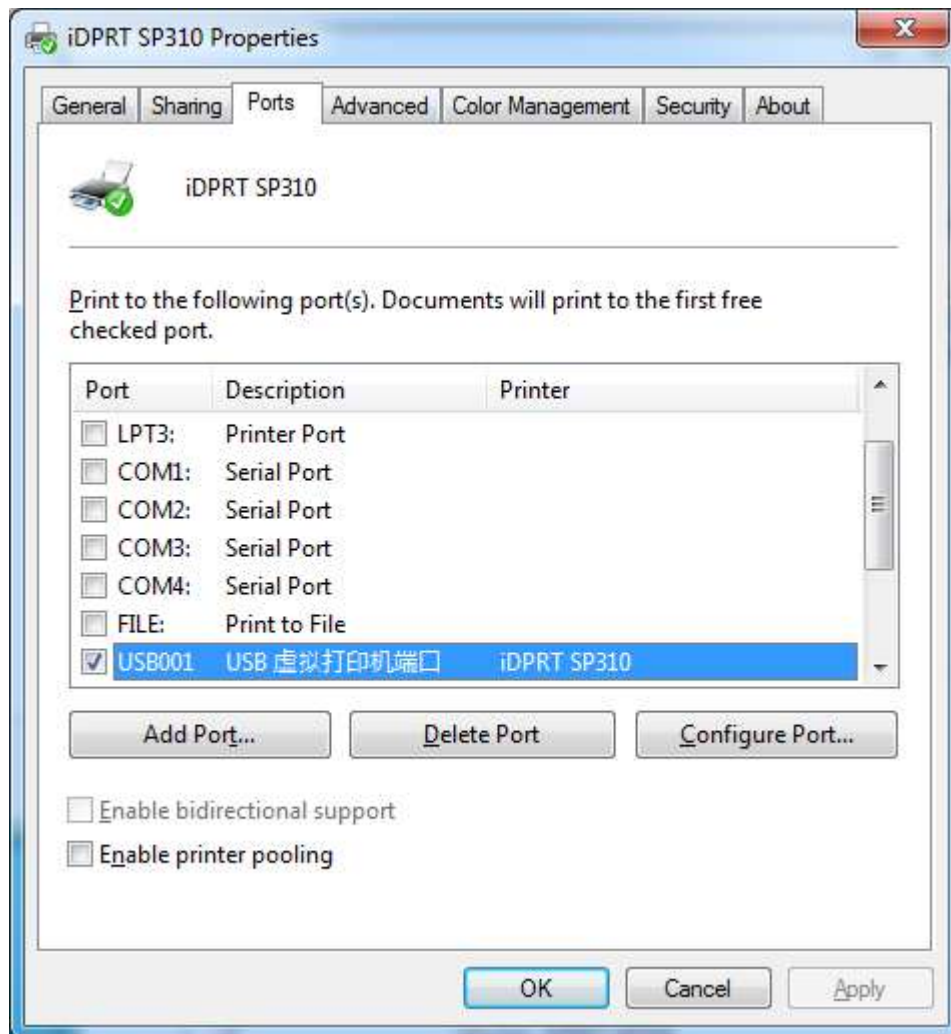 iDPRT SP310 Properties
General Sharing Ports Advanced Color Management Security About
iDPRT SP310
Print to the following port(s). Documents will print to the first free
checked port.
Port Description Printer
LPT3: Printer Port
COM1: Serial Port
COM2: Serial Port
COM3: Serial Port
COM4: Serial Port
FILE: Print to File
USB001 USB 虚拟打印机端口 iDPRT SP310
Add Port... Delete Port Configure Port...
Enable bidirectional support
Enable printer pooling
OK Cancel Apply